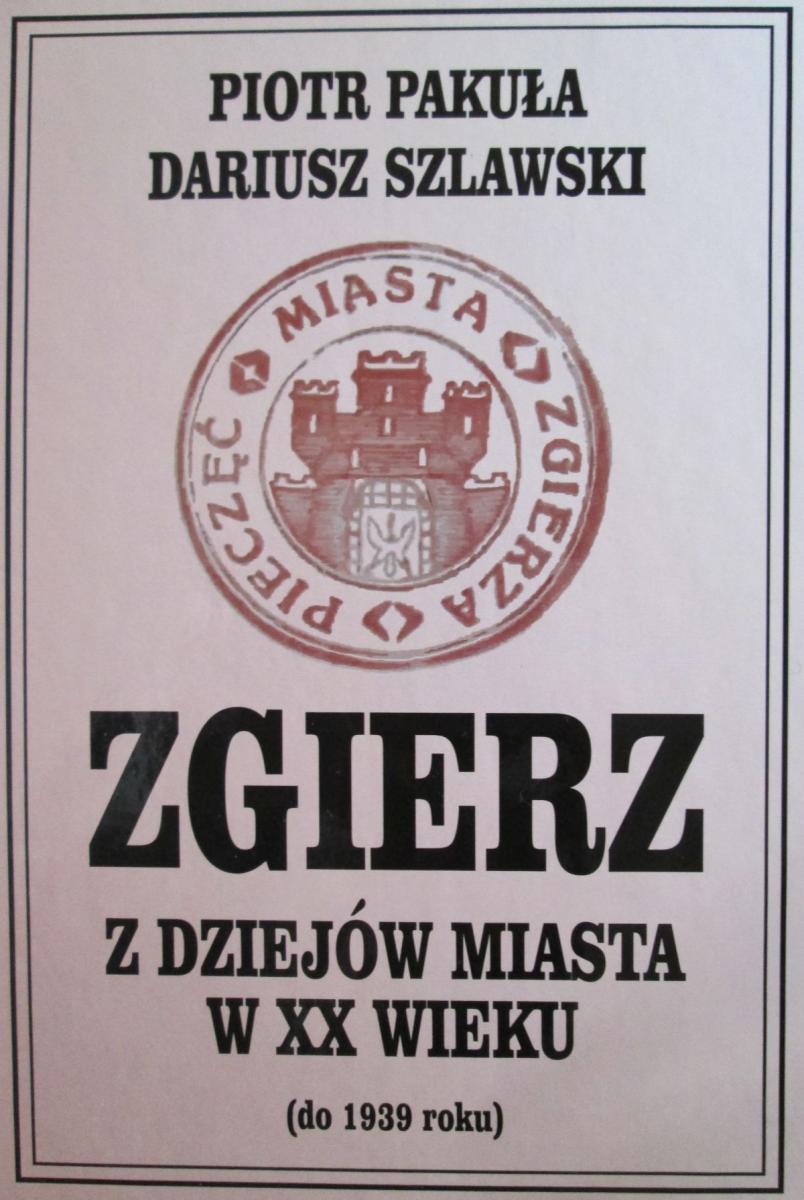 PIOTR PAKUŁA
DARIUSZ SZLAWSKI
PIECZĘĆ MIASTA ZGIERZA
ZGIERZ
Z DZIEJÓW MIASTA
W XX WIEKU
(do 1939 roku)